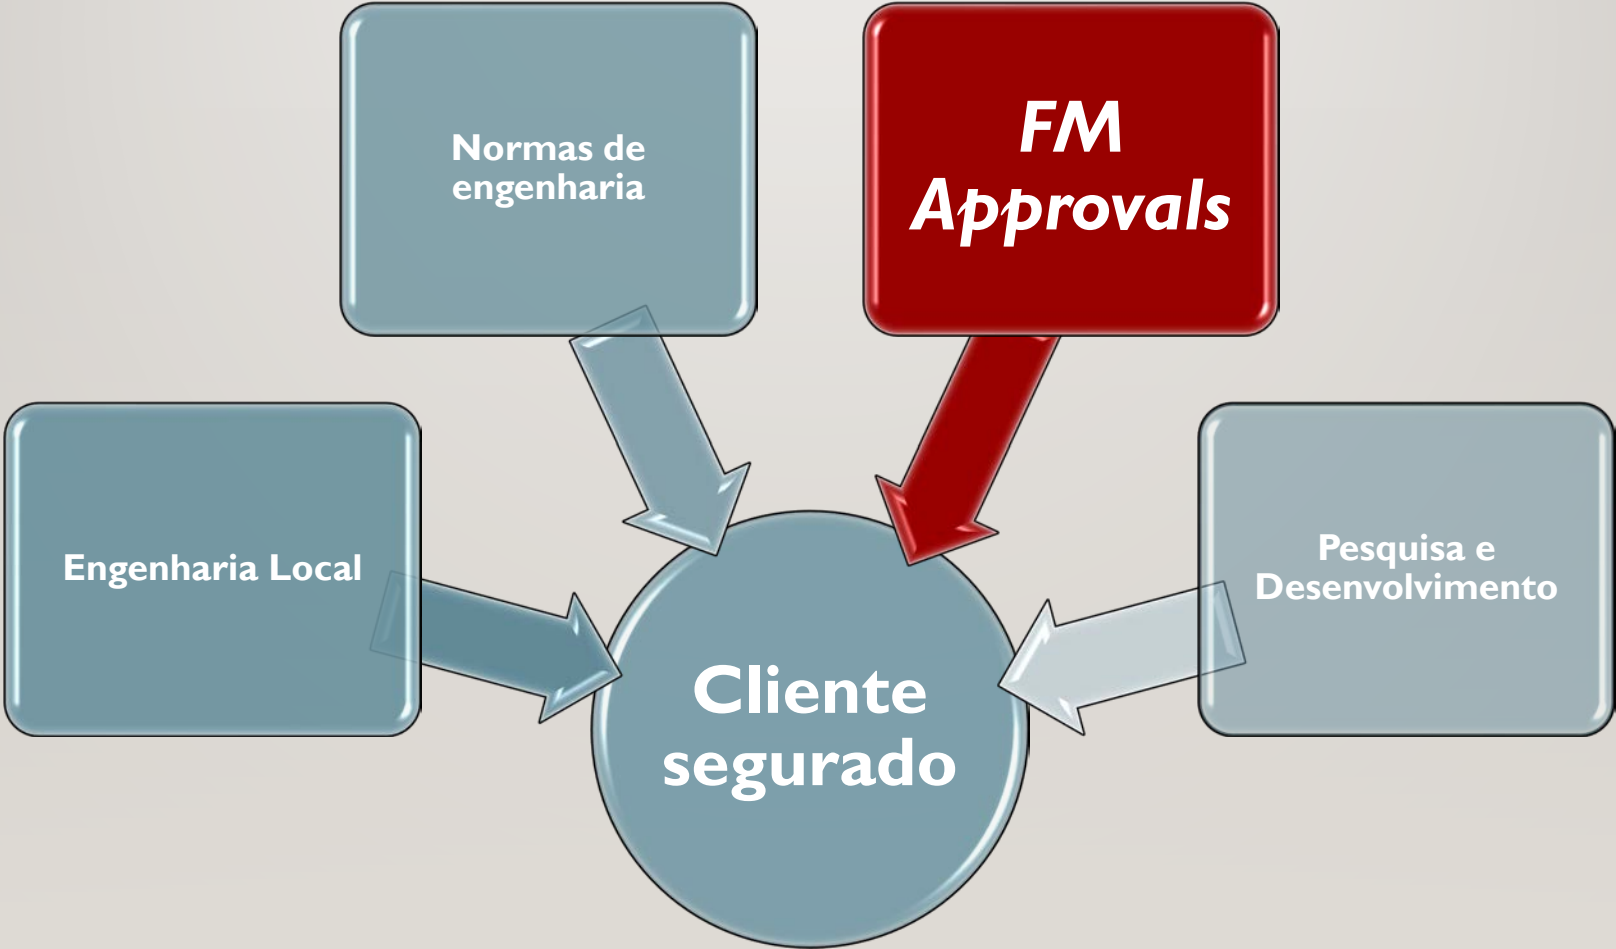 Normas de
engenharia
FM
Approvals
Engenharia Local
Pesquisa e
Desenvolvimento
Cliente
segurado